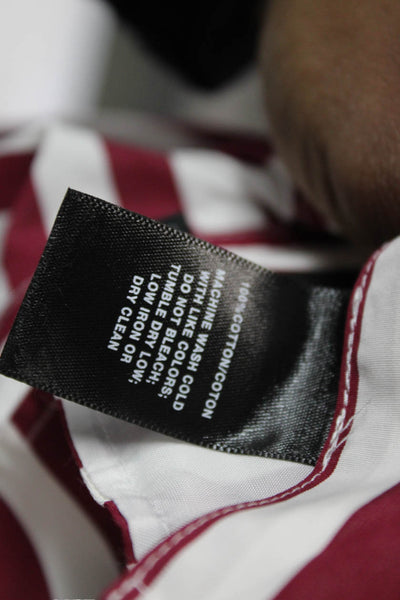 100%COTTON/COTON
MACHINE WASH COLD
WITH LIKE COLORS;
DO NOT BLEACH;
TUMBLE DRY LOW;
LOW IRON OR
DRY CLEAN